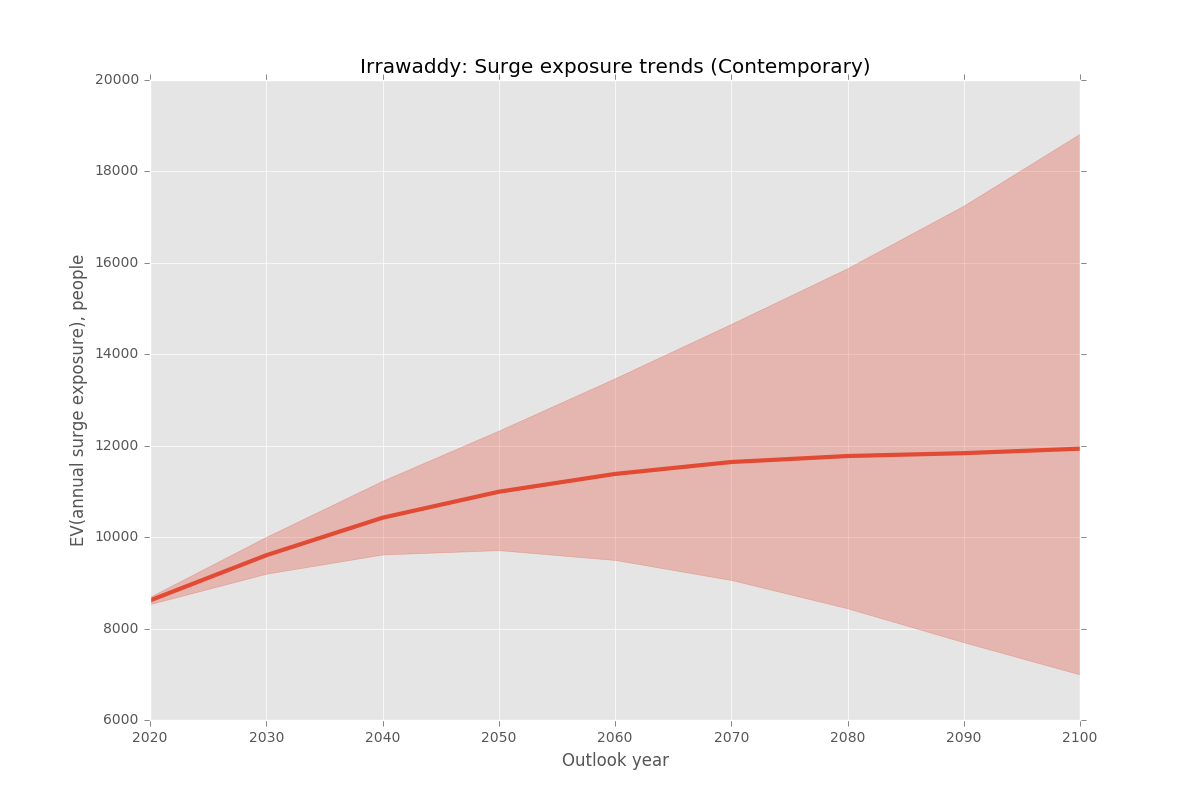 Irrawaddy: Surge exposure trends (Contemporary)
EV(annual surge exposure), people
20000
18000
16000
14000
12000
10000
8000
6000
2020 2030 2040 2050 2060 2070 2080 2090 2100
Outlook year